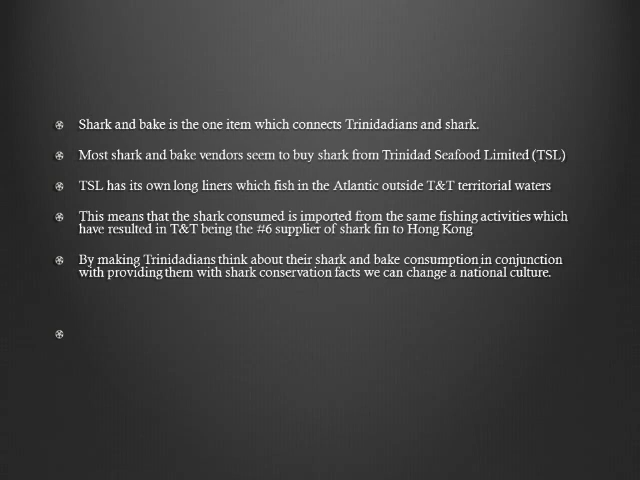 Shark and bake is the one item which connects Trinidadians and shark.
Most shark and bake vendors seem to buy shark from Trinidad Seafood Limited (TSL)
TSL has its own long liners which fish in the Atlantic outside T&T territorial waters
This means that the shark consumed is imported from the same fishing activities which
have resulted in T&T being the #6 supplier of shark fin to Hong Kong
By making Trinidadians think about their shark and bake consumption in conjunction
with providing them with shark conservation facts we can change a national culture.